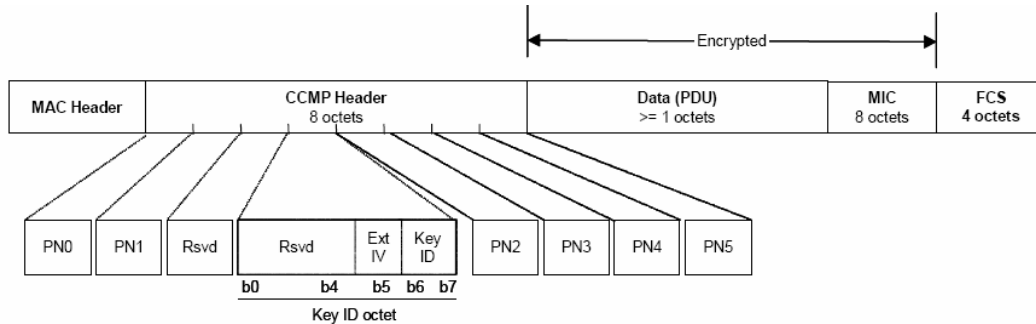 Encrypted
MAC Header
CCMP Header
8 octets
Data (PDU)
>= 1 octets
MIC
8 octets
FCS
4 octets
PN0
PN1
Rsvd
Rsvd
Ext
IV
Key
ID
PN2
PN3
PN4
PN5
b0 b4 b5 b6 b7
Key ID octet